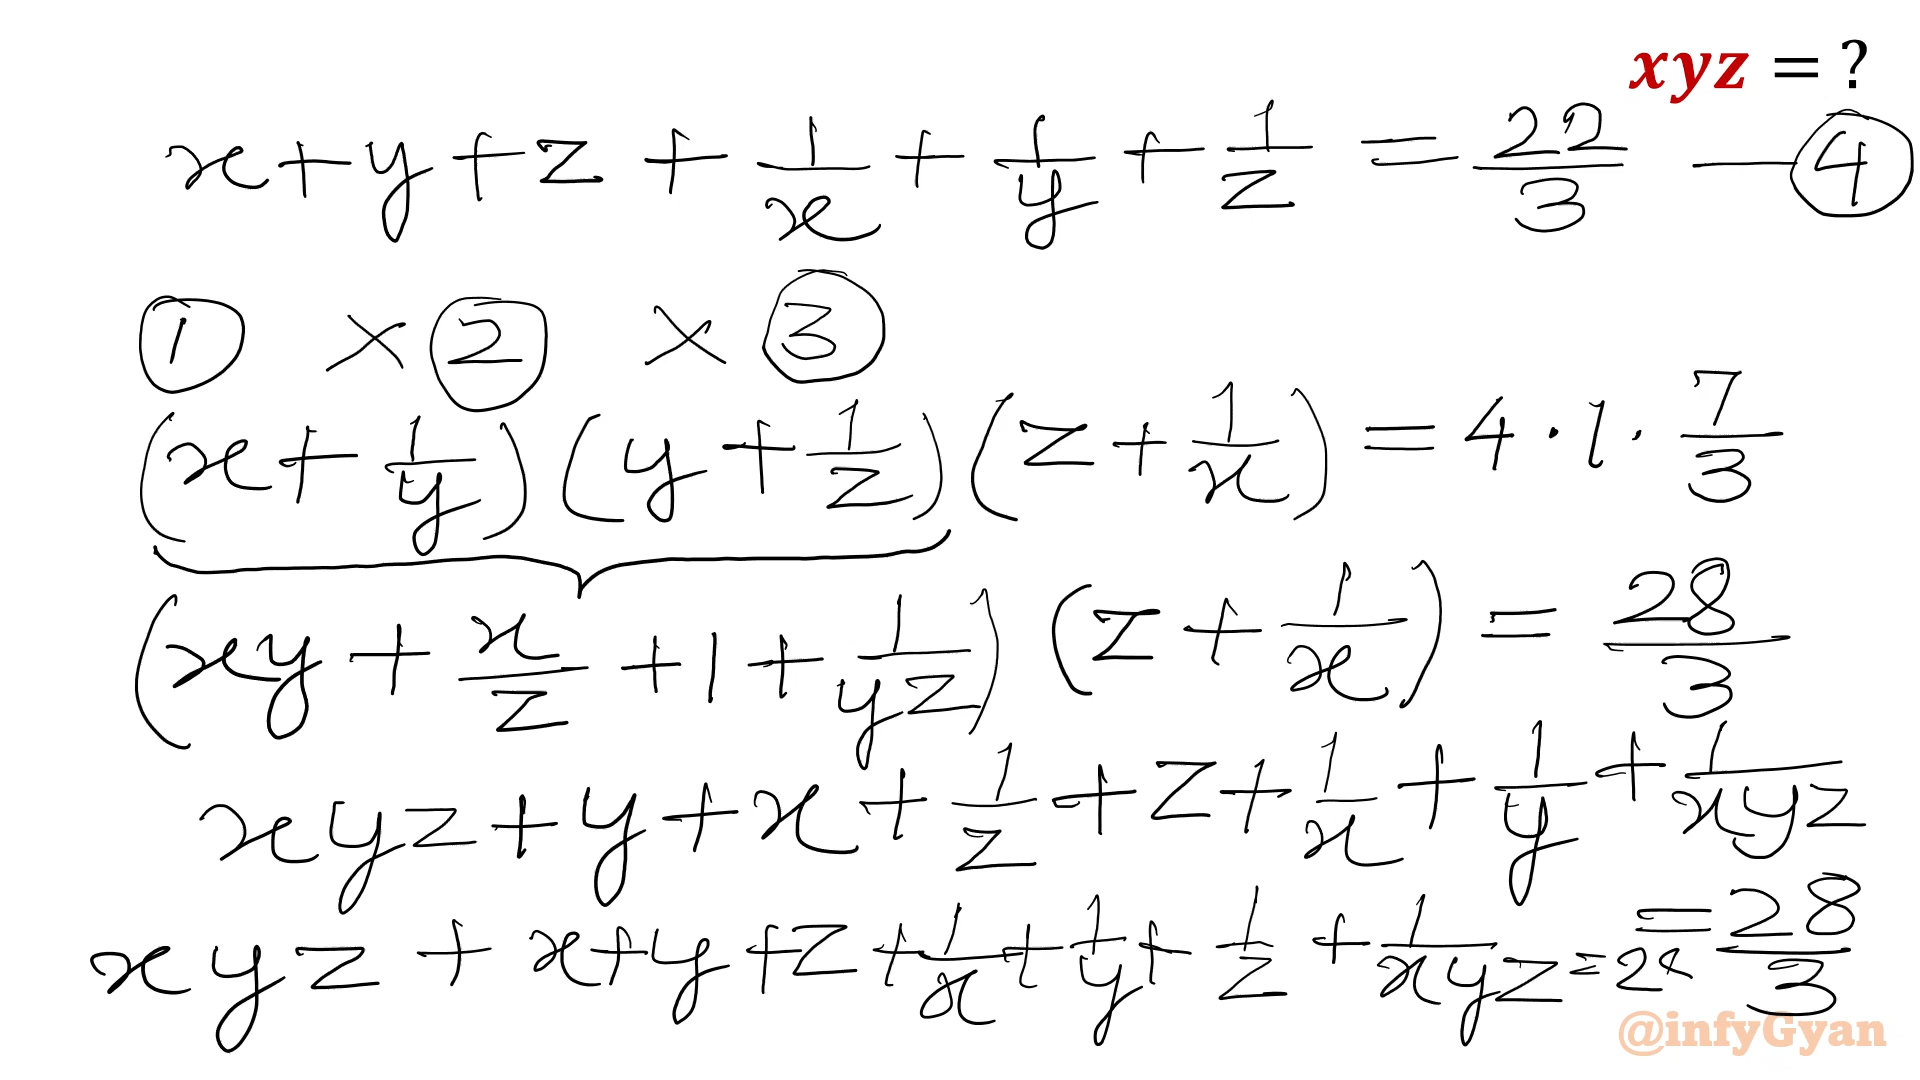 xyz = ?
x + y + z + 1/x + 1/y + 1/z = 22/3 — ④
① × ② × ③
(x + 1/y) (y + 1/z) (z + 1/x) = 4 · 1 · 7/3
(xy + x/z + 1 + 1/yz) (z + 1/x) = 28/3
xyz + y + x + 1/z + z + 1/x + 1/y + 1/xyz
= 28/3
xyz + x + y + z + 1/x + 1/y + 1/z + 1/xyz = 28
@infyGyan